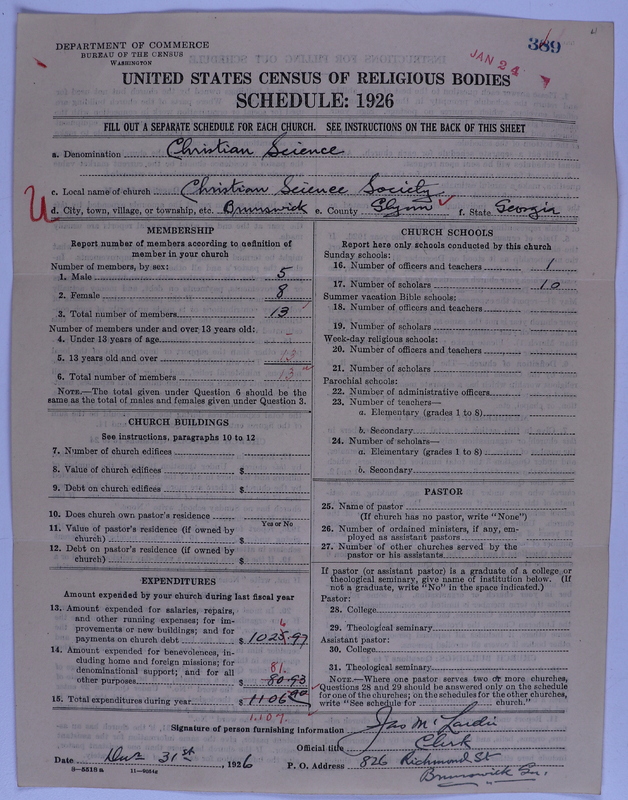 DEPARTMENT OF COMMERCE
BUREAU OF THE CENSUS
WASHINGTON
389
JAN 24
UNITED STATES CENSUS OF RELIGIOUS BODIES
SCHEDULE: 1926
FILL OUT A SEPARATE SCHEDULE FOR EACH CHURCH. SEE INSTRUCTIONS ON THE BACK OF THIS SHEET
a. Denomination Christian Science
c. Local name of church Christian Science Society
U d. City, town, village, or township, etc. Brunswick e. County Glynn f. State Georgia
MEMBERSHIP
Report number of members according to definition of
member in your church
Number of members, by sex:
1. Male 5
2. Female 8
3. Total number of members 13
Number of members under and over 13 years old:
4. Under 13 years of age -
5. 13 years old and over 13
6. Total number of members 13
NOTE.—The total given under Question 6 should be the
same as the total of males and females given under Question 3.
CHURCH BUILDINGS
See instructions, paragraphs 10 to 12
7. Number of church edifices
8. Value of church edifices $
9. Debt on church edifices $
10. Does church own pastor's residence
Yes or No
11. Value of pastor's residence (if owned by
church) $
12. Debt on pastor's residence (if owned by
church) $
EXPENDITURES
Amount expended by your church during last fiscal year
13. Amount expended for salaries, repairs,
and other running expenses; for im-
provements or new buildings; and for
payments on church debt $ 1025.97
6
14. Amount expended for benevolences, in-
cluding home and foreign missions; for
denominational support; and for all
other purposes $ 80.93
81.
15. Total expenditures during year $ 1106.90
1,107.
CHURCH SCHOOLS
Report here only schools conducted by this church
Sunday schools:
16. Number of officers and teachers 1
17. Number of scholars 10
Summer vacation Bible schools:
18. Number of officers and teachers
19. Number of scholars
Week-day religious schools:
20. Number of officers and teachers
21. Number of scholars
Parochial schools:
22. Number of administrative officers
23. Number of teachers—
a. Elementary (grades 1 to 8)
b. Secondary
24. Number of scholars—
a. Elementary (grades 1 to 8)
b. Secondary
PASTOR
25. Name of pastor
(If church has no pastor, write "None")
26. Number of ordained ministers, if any, em-
ployed as assistant pastors
27. Number of other churches served by the
pastor or his assistants
If pastor (or assistant pastor) is a graduate of a college or
theological seminary, give name of institution below. (If
not a graduate, write "No" in the space indicated.)
Pastor:
28. College
29. Theological seminary
Assistant pastor:
30. College
31. Theological seminary
NOTE.—Where one pastor serves two or more churches,
Questions 28 and 29 should be answered only on the schedule
for one of the churches; on the schedules for the other churches,
write "See schedule for church."
Signature of person furnishing information Jas
Official title Clerk
Date 31st, 1926 P. O. Address 826 Richmond St
Brunswick Ga.
8—5518a 11—9054g